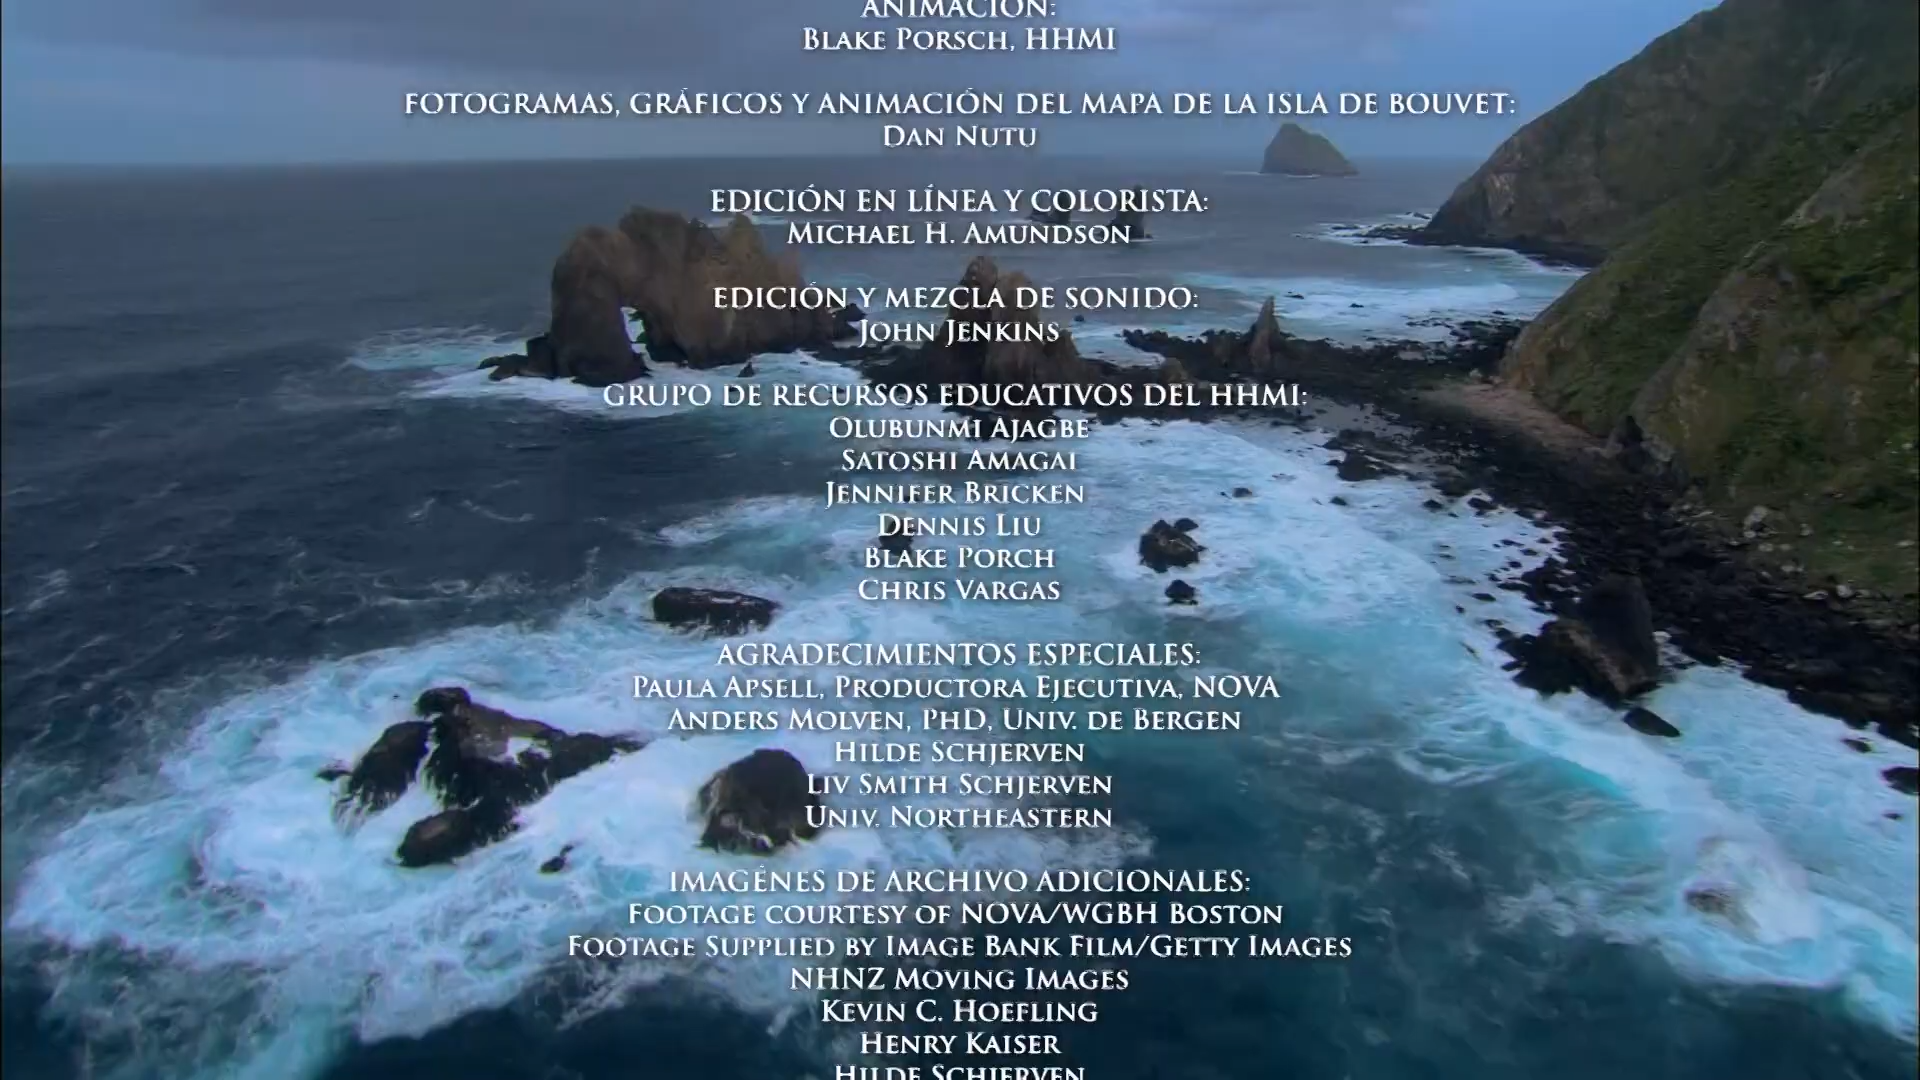 ANIMACIÓN:
BLAKE PORSCH, HHMI
FOTOGRAMAS, GRÁFICOS Y ANIMACIÓN DEL MAPA DE LA ISLA DE BOUVET:
DAN NUTU
EDICIÓN EN LÍNEA Y COLORISTA:
MICHAEL H. AMUNDSON
EDICIÓN Y MEZCLA DE SONIDO:
JOHN JENKINS
GRUPO DE RECURSOS EDUCATIVOS DEL HHMI:
OLUBUNMI AJAGBE
SATOSHI AMAGAI
JENNIFER BRICKEN
DENNIS LIU
BLAKE PORCH
CHRIS VARGAS
AGRADECIMIENTOS ESPECIALES:
PAULA APSELL, PRODUCTORA EJECUTIVA, NOVA
ANDERS MOLVEN, PHD, UNIV. DE BERGEN
HILDE SCHJERVEN
LIV SMITH SCHJERVEN
UNIV. NORTHEASTERN
IMAGÉNES DE ARCHIVO ADICIONALES:
FOOTAGE COURTESY OF NOVA/WGBH BOSTON
FOOTAGE SUPPLIED BY IMAGE BANK FILM/GETTY IMAGES
NHNZ MOVING IMAGES
KEVIN C. HOEFLING
HENRY KAISER
HILDE SCHJERVEN